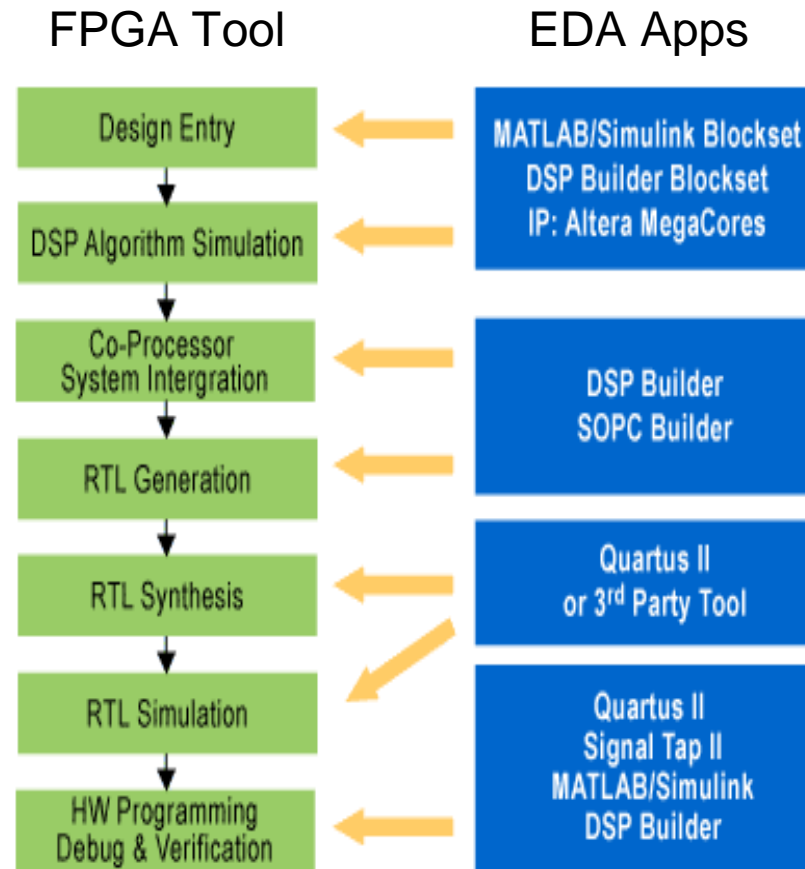 FPGA Tool
EDA Apps
Design Entry
DSP Algorithm Simulation
Co-Processor
System Intergration
RTL Generation
RTL Synthesis
RTL Simulation
HW Programming
Debug & Verification
MATLAB/Simulink Blockset
DSP Builder Blockset
IP: Altera MegaCores
DSP Builder
SOPC Builder
Quartus II
or 3rd Party Tool
Quartus II
Signal Tap II
MATLAB/Simulink
DSP Builder